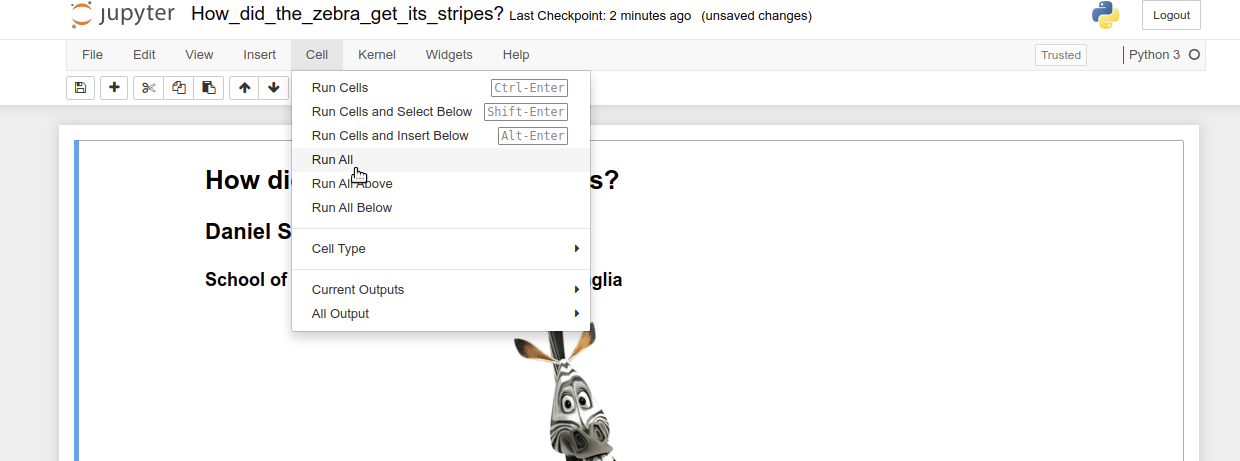 jupyter How_did_the_zebra_get_its_stripes? Last Checkpoint: 2 minutes ago (unsaved changes) Logout
File Edit View Insert Cell Kernel Widgets Help Trusted Python 3
Run Cells Ctrl-Enter
Run Cells and Select Below Shift-Enter
Run Cells and Insert Below Alt-Enter
Run All
Run All Above
Run All Below
Cell Type
Current Outputs
All Output
How di s?
Daniel S
School of glia